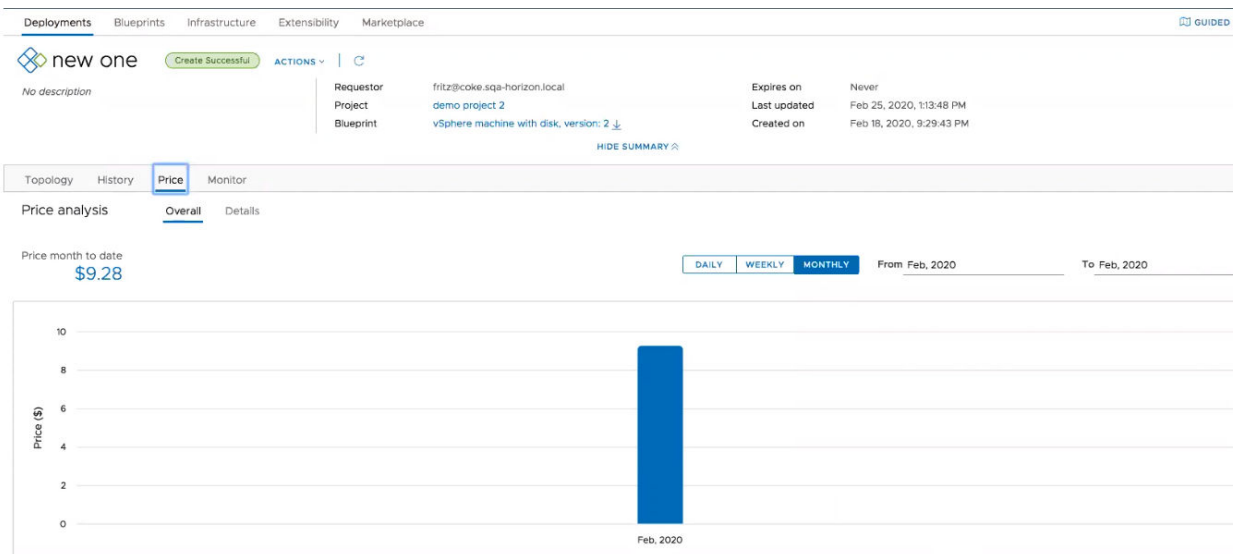 Deployments Blueprints Infrastructure Extensibility Marketplace GUIDED
new one Create Successful ACTIONS
No description
Requestor fritz@coke.sqa-horizon.local Expires on Never
Project demo project 2 Last updated Feb 25, 2020, 1:13:48 PM
Blueprint vSphere machine with disk, version: 2 Created on Feb 18, 2020, 9:29:43 PM
HIDE SUMMARY
Topology History Price Monitor
Price analysis Overall Details
Price month to date
$9.28
DAILY WEEKLY MONTHLY From Feb, 2020 To Feb, 2020
10
8
6
4
2
0
Price ($)
Feb, 2020